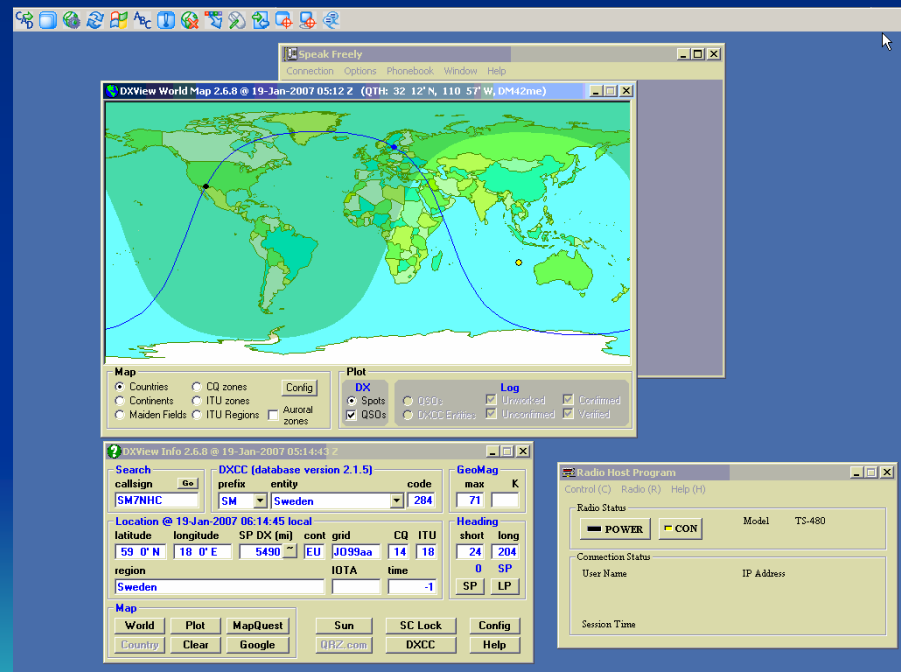 CAD
ABC
Speak Freely
Connection Options Phonebook Window Help
DXView World Map 2.6.8 @ 19-Jan-2007 05:12 Z (QTH: 32 12' N, 110 57' W, DM42me)
Map
Countries CQ zones Config
Continents ITU zones
Maiden Fields ITU Regions Auroral zones
Plot
DX
Spots
QSOs
Log
QSOs Unworked Confirmed
DXCC Entities Unconfirmed Verified
DXView Info 2.6.8 @ 19-Jan-2007 05:14:43 Z
Search
callsign Go
SM7NHC
DXCC (database version 2.1.5)
prefix entity code
SM Sweden 284
GeoMag
max K
71
Location @ 19-Jan-2007 06:14:45 local
latitude longitude SP DX (mi) cont grid CQ ITU
59 0' N 18 0' E 5490 ~ EU JO99aa 14 18
region IOTA time
Sweden -1
Heading
short long
24 204
0 SP
SP LP
Map
World Plot MapQuest Sun SC Lock Config
Country Clear Google QRZ.com DXCC Help
Radio Host Program
Control (C) Radio (R) Help (H)
Radio Status
POWER CON Model TS-480
Connection Status
User Name IP Address
Session Time